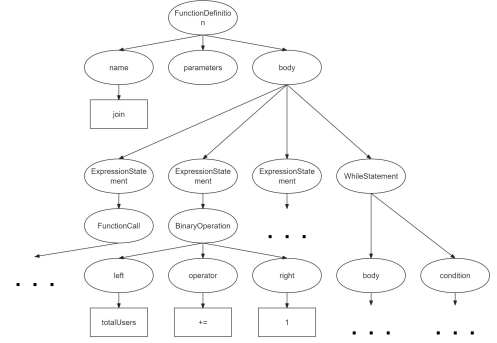 FunctionDefinitio
n
name
parameters
body
join
ExpressionState
ment
ExpressionState
ment
ExpressionState
ment
WhileStatement
FunctionCall
BinaryOperation
. . .
. . .
left
operator
right
body
condition
totalUsers
+=
1
. . .
. . .